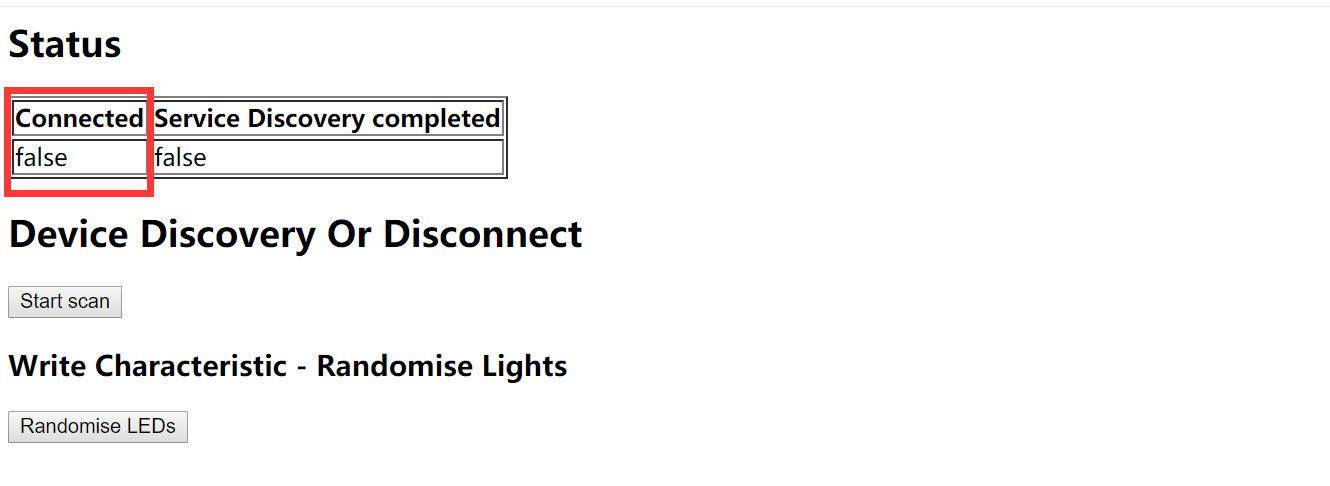 Status
Connected Service Discovery completed
false false
Device Discovery Or Disconnect
Start scan
Write Characteristic - Randomise Lights
Randomise LEDs